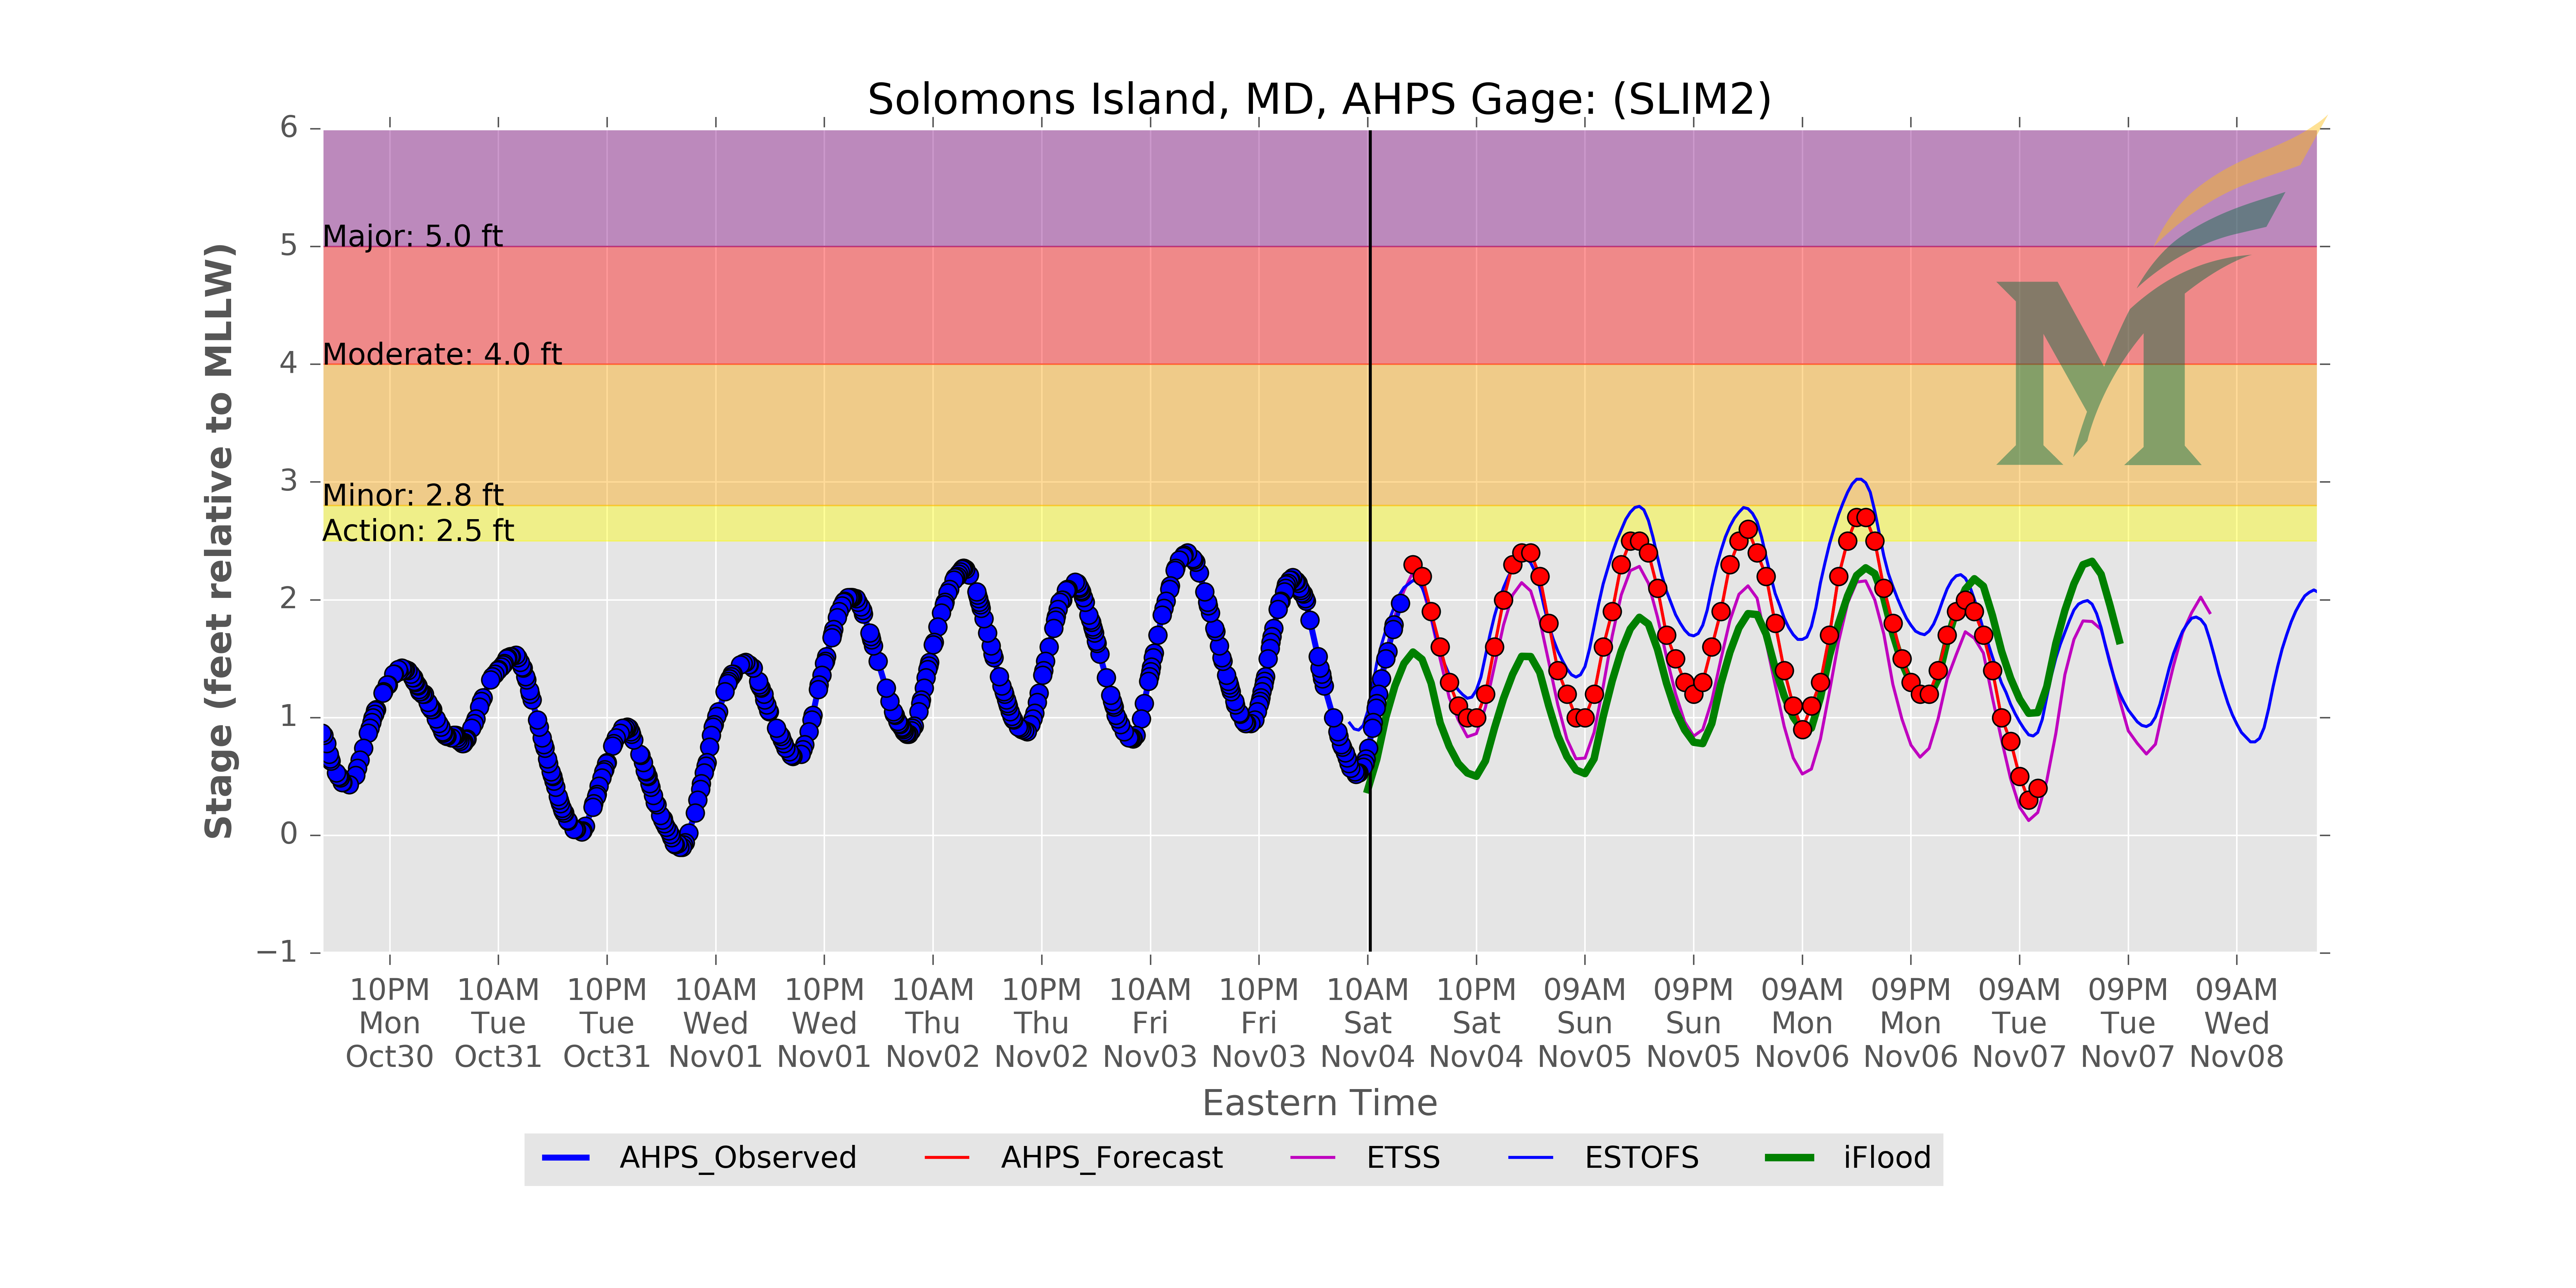 Solomons Island, MD, AHPS Gage: (SLIM2)
Stage (feet relative to MLLW)
6
5
4
3
2
1
0
−1
Major: 5.0 ft
Moderate: 4.0 ft
Minor: 2.8 ft
Action: 2.5 ft
M
10PM 10AM 10PM 10AM 10PM 10AM 10PM 10AM 10PM 10AM 10PM 09AM 09PM 09AM 09PM 09AM 09PM 09AM
Mon Tue Tue Wed Wed Thu Thu Fri Fri Sat Sat Sun Sun Mon Mon Tue Tue Wed
Oct30 Oct31 Oct31 Nov01 Nov01 Nov02 Nov02 Nov03 Nov03 Nov04 Nov04 Nov05 Nov05 Nov06 Nov06 Nov07 Nov07 Nov08
Eastern Time
AHPS_Observed AHPS_Forecast ETSS ESTOFS iFlood